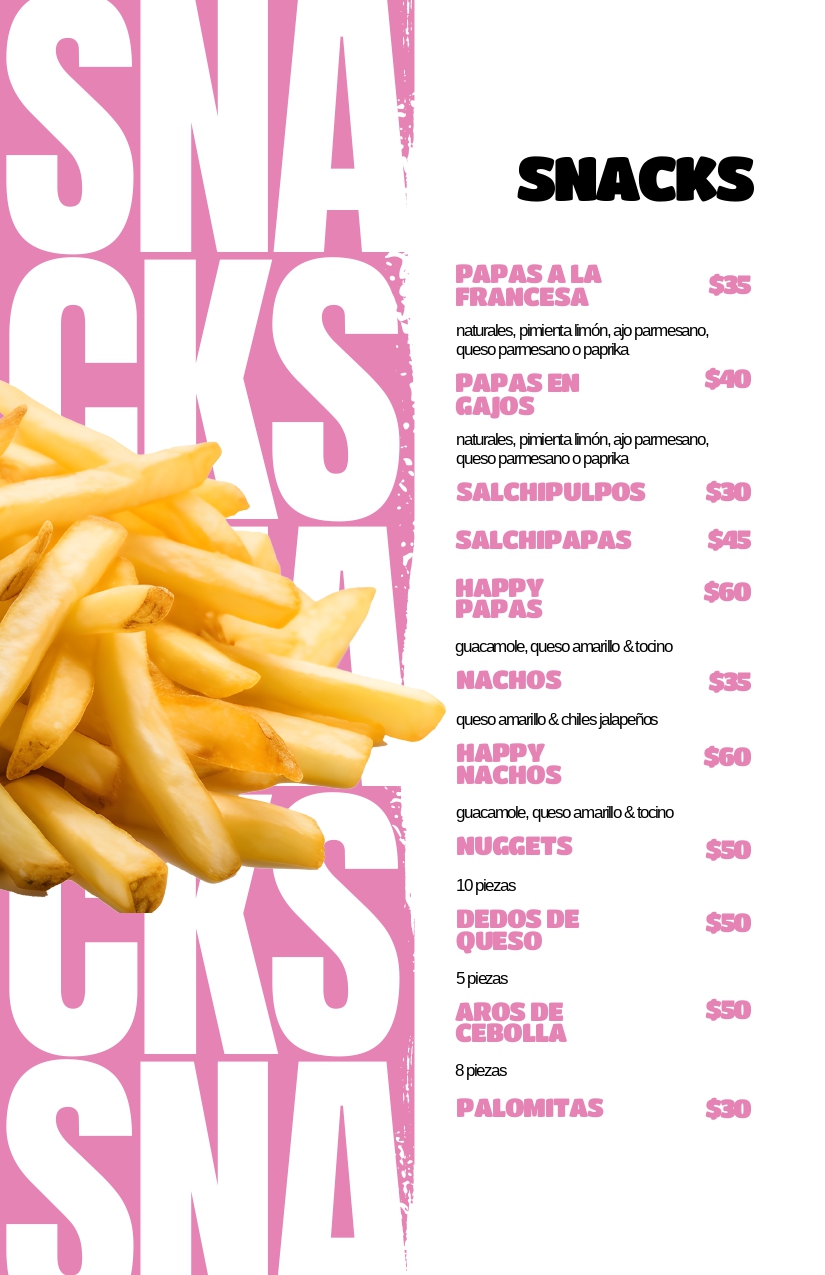 SNA
CKS
NA
CKS
SNA
SNACKS
PAPAS A LA
FRANCESA
$35
naturales, pimienta limón, ajo parmesano,
queso parmesano o paprika
PAPAS EN
GAJOS
$40
naturales, pimienta limón, ajo parmesano,
queso parmesano o paprika
SALCHIPULPOS $30
SALCHIPAPAS $45
HAPPY
PAPAS
$60
guacamole, queso amarillo & tocino
NACHOS $35
queso amarillo & chiles jalapeños
HAPPY
NACHOS
$60
guacamole, queso amarillo & tocino
NUGGETS $50
10 piezas
DEDOS DE
QUESO
$50
5 piezas
AROS DE
CEBOLLA
$50
8 piezas
PALOMITAS $30